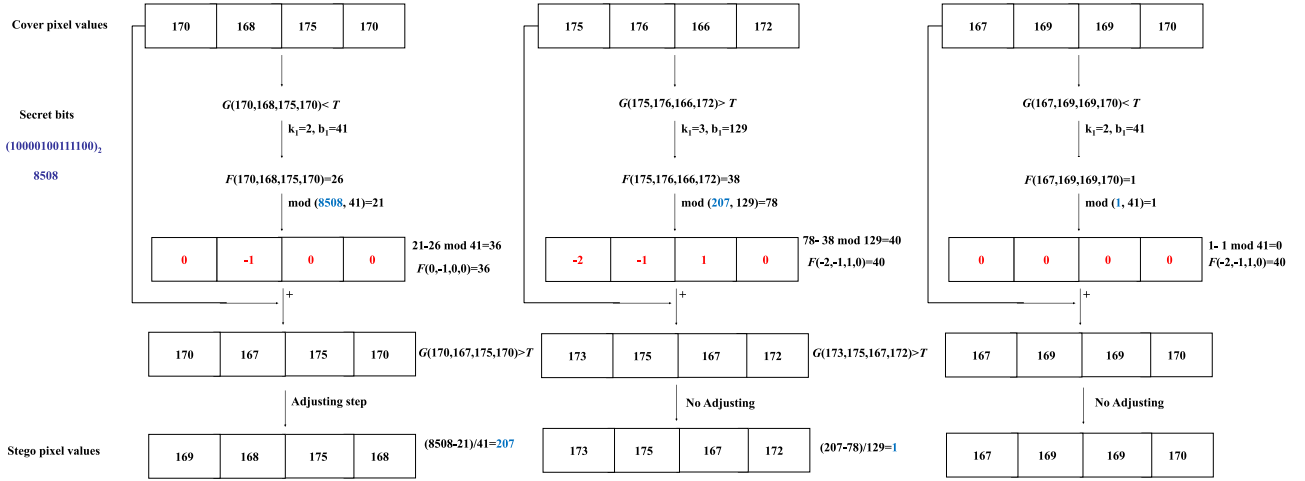 Cover pixel values
170 168 175 170
175 176 166 172
167 169 169 170
G(170,168,175,170)< T
G(175,176,166,172)> T
G(167,169,169,170)< T
Secret bits
k1=2, b1=41
k1=3, b1=129
k1=2, b1=41
(10000100111100)2
8508
F(170,168,175,170)=26
F(175,176,166,172)=38
F(167,169,169,170)=1
mod (8508, 41)=21
mod (207, 129)=78
mod (1, 41)=1
0 -1 0 0
21-26 mod 41=36
F(0,-1,0,0)=36
-2 -1 1 0
78- 38 mod 129=40
F(-2,-1,1,0)=40
0 0 0 0
1- 1 mod 41=0
F(-2,-1,1,0)=40
+
+
+
170 167 175 170
G(170,167,175,170)>T
173 175 167 172
G(173,175,167,172)>T
167 169 169 170
Adjusting step
No Adjusting
No Adjusting
Stego pixel values
169 168 175 168
(8508-21)/41=207
173 175 167 172
(207-78)/129=1
167 169 169 170